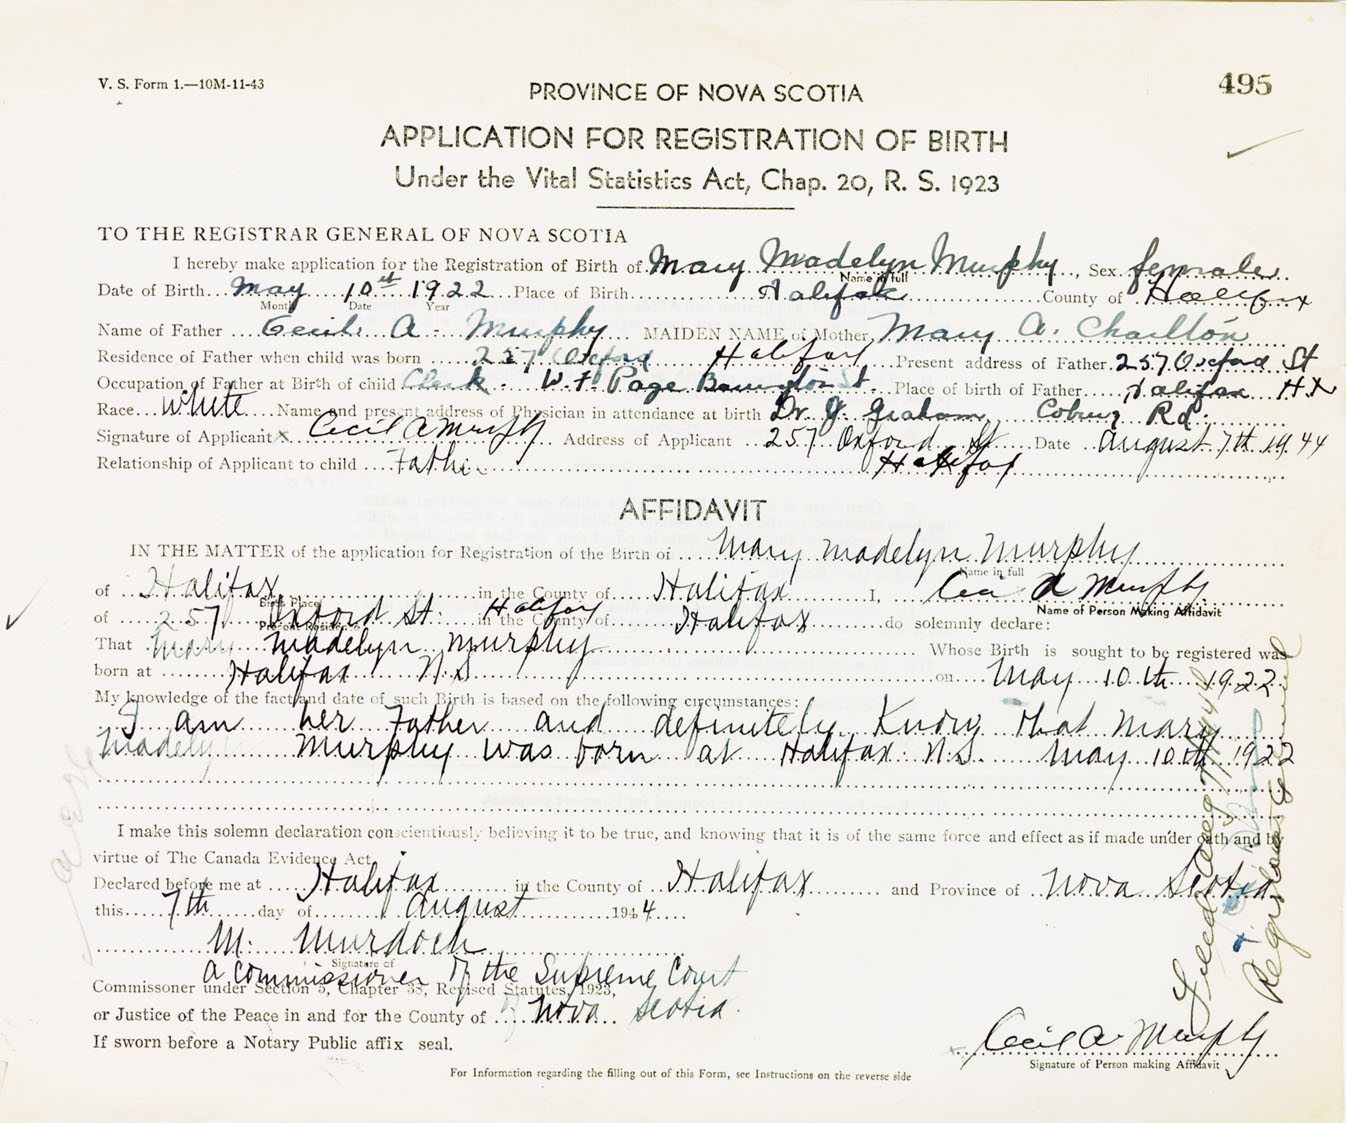 V. S. Form 1.—10M-11-43
495
PROVINCE OF NOVA SCOTIA
APPLICATION FOR REGISTRATION OF BIRTH
Under the Vital Statistics Act, Chap. 20, R. S. 1923
TO THE REGISTRAR GENERAL OF NOVA SCOTIA
I hereby make application for the Registration of Birth of Mary Madelyn Murphy, Sex female
Name in full
Date of Birth May 10th 1922 Place of Birth Halifax County of Halifax
Month Date Year
Name of Father Cecil A. Murphy MAIDEN NAME of Mother Mary A. Charlton
Residence of Father when child was born 257 Oxford Halifax Present address of Father 257 Oxford St
Occupation of Father at Birth of child Clerk W. F. Page Barrington St. Place of birth of Father Halifax
Race White Name and present address of Physician in attendance at birth Dr. J. Graham Coburg Rd.
Signature of Applicant x Cecil A Murphy Address of Applicant 257 Oxford St Date August 7th 1944
Relationship of Applicant to child Father Halifax
AFFIDAVIT
IN THE MATTER of the application for Registration of the Birth of Mary Madelyn Murphy
Name in full
of Halifax in the County of Halifax I, Cecil A Murphy
Birth Place
Name of Person Making Affidavit
of 257 Oxford St Halifax in the County of Halifax do solemnly declare:
Present Residence
That Mary Madelyn Murphy Whose Birth is sought to be registered was
born at Halifax N.S on May 10th 1922
My knowledge of the fact and date of such Birth is based on the following circumstances:
I am her Father and definitely Know that Mary
Madelyn Murphy was born at Halifax N.S. May 10th 1922
I make this solemn declaration conscientiously believing it to be true, and knowing that it is of the same force and effect as if made under oath and by
virtue of The Canada Evidence Act
Declared before me at Halifax in the County of Halifax and Province of Nova Scotia
this 7th day of August 1944
M. Murdoch
Signature of
a commissioner of the Supreme Court
Commissoner under Section 5, Chapter 38, Revised Statutes, 1923,
or Justice of the Peace in and for the County of Nova Scotia.
If sworn before a Notary Public affix seal.
Cecil A. Murphy
Signature of Person making Affidavit
For Information regarding the filling out of this Form, see Instructions on the reverse side
Filed Aug
Registrar General